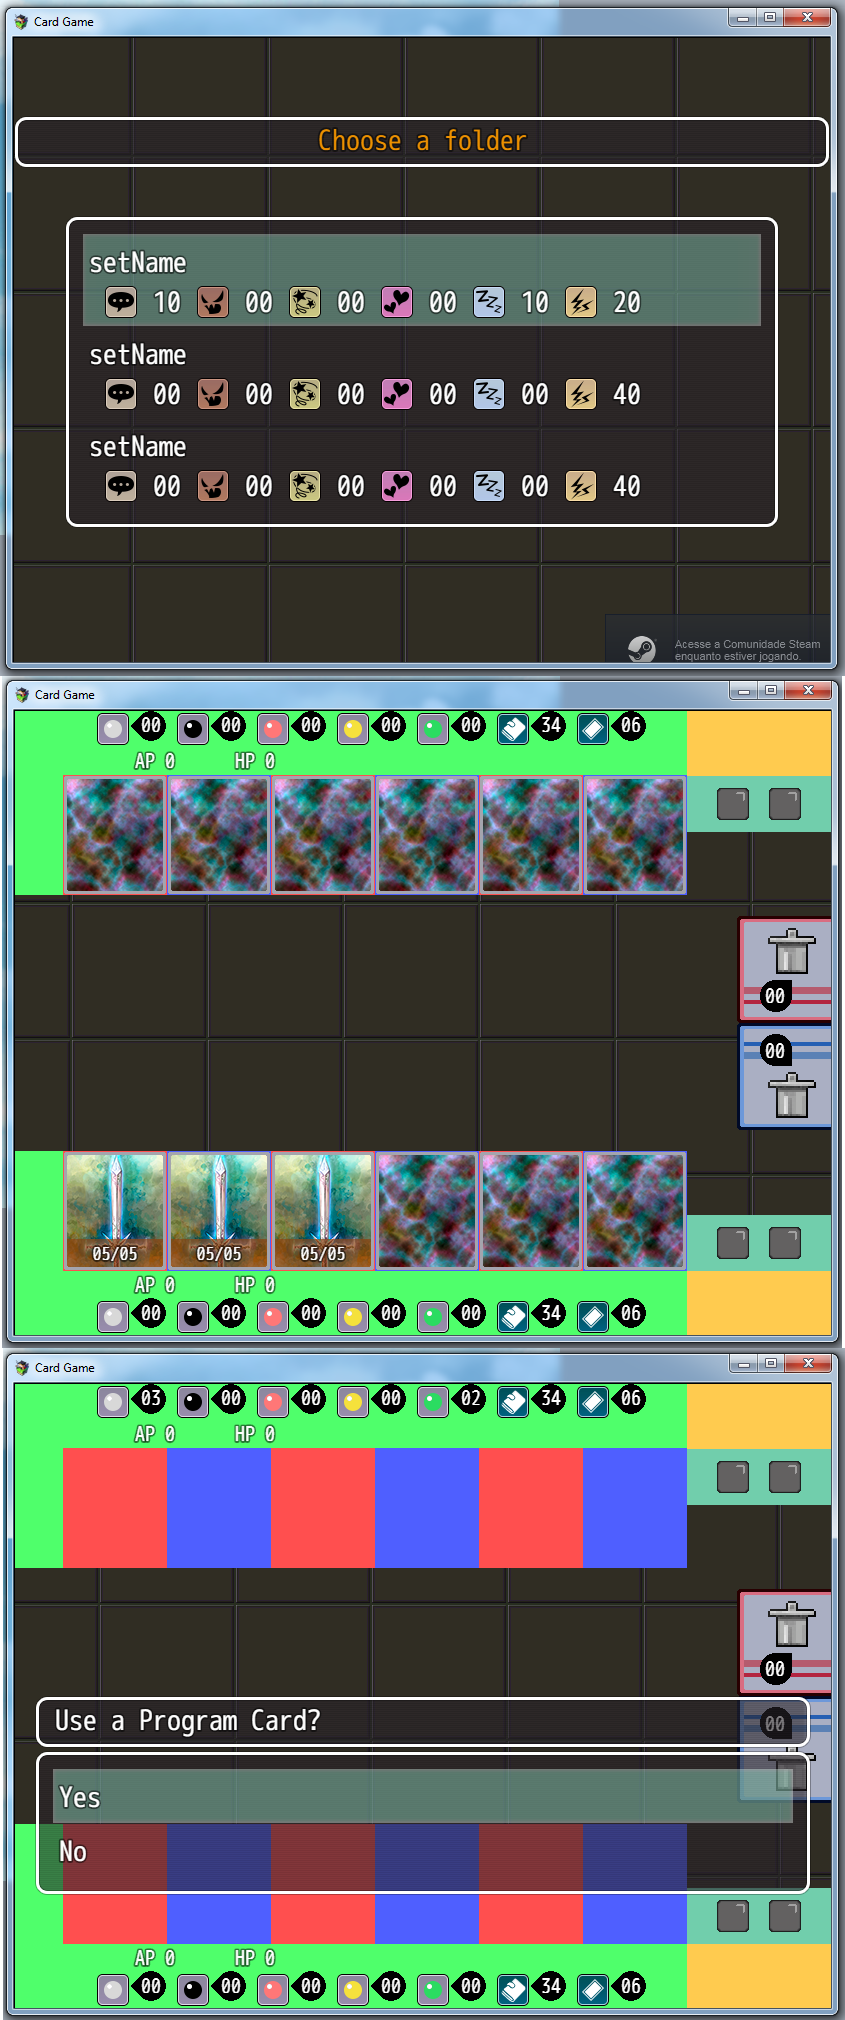 Card Game
Choose a folder
setName
10 00 00 00 10 20
setName
00 00 00 00 00 40
setName
00 00 00 00 00 40
Acesse a Comunidade Steam
enquanto estiver jogando.
Card Game
00 00 00 00 00 34 06
AP 0 HP 0
00
00
05/05 05/05 05/05
AP 0 HP 0
00 00 00 00 00 34 06
Card Game
03 00 00 00 02 34 06
AP 0 HP 0
00
Use a Program Card?
00
Yes
No
AP 0 HP 0
00 00 00 00 00 34 06